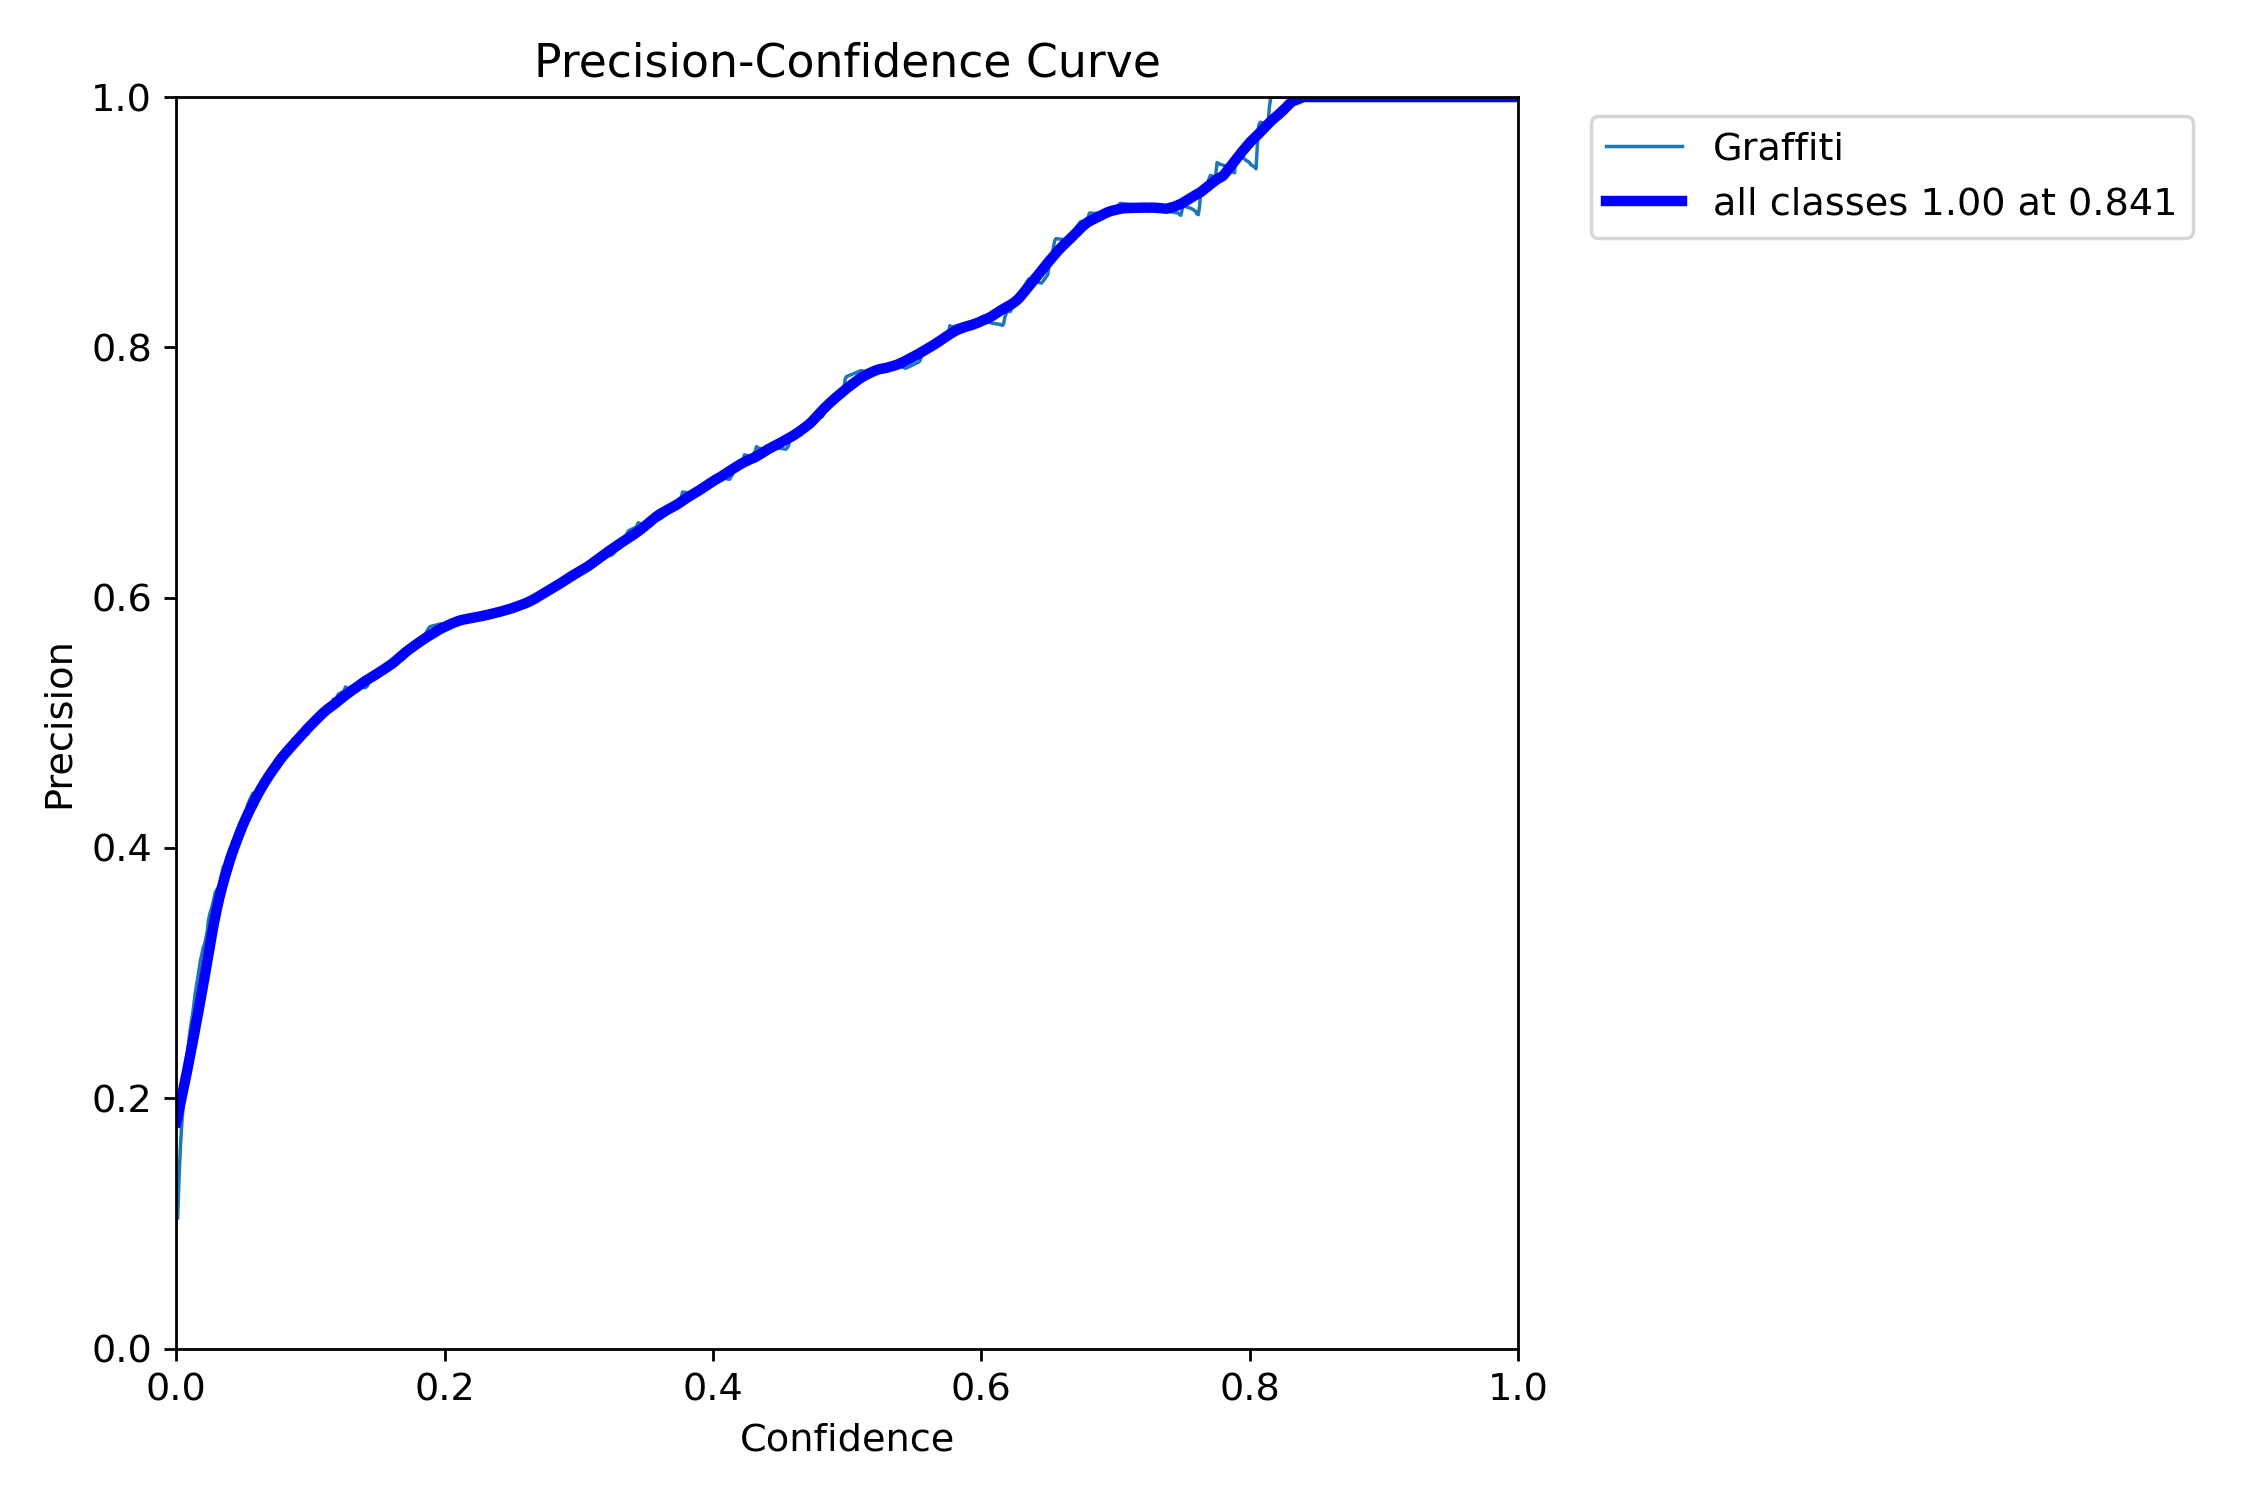 Precision-Confidence Curve
1.0
0.8
0.6
0.4
0.2
0.0
Precision
0.0 0.2 0.4 0.6 0.8 1.0
Confidence
Graffiti
all classes 1.00 at 0.841